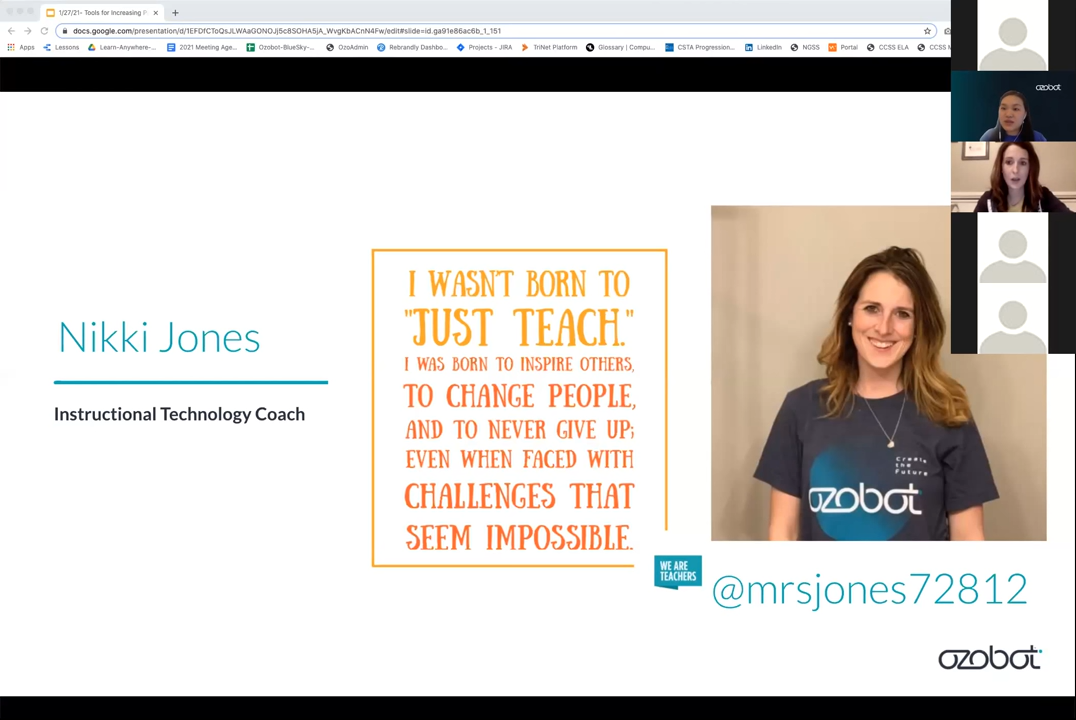 1/27/21- Tools for Increasing P
docs.google.com/presentation/d/1EFDfCToQsJLWAaGONOJj5c8SOHA5jA_WvgKbACnN4Fw/edit#slide=id.ga91e86ac6b_1_151
Apps Lessons Learn-Anywhere-... 2021 Meeting Age... Ozobot-BlueSky-... OzoAdmin Rebrandly Dashbo... Projects - JIRA TriNet Platform Glossary | Compu... CSTA Progression... LinkedIn NGSS Portal CCSS ELA CCSS M
ozobot
I WASN'T BORN TO
"JUST TEACH."
I WAS BORN TO INSPIRE OTHERS,
TO CHANGE PEOPLE,
AND TO NEVER GIVE UP;
EVEN WHEN FACED WITH
CHALLENGES THAT
SEEM IMPOSSIBLE.
Nikki Jones
Instructional Technology Coach
Create
the
Future
ozobot
WE ARE
TEACHERS
@mrsjones72812
ozobot